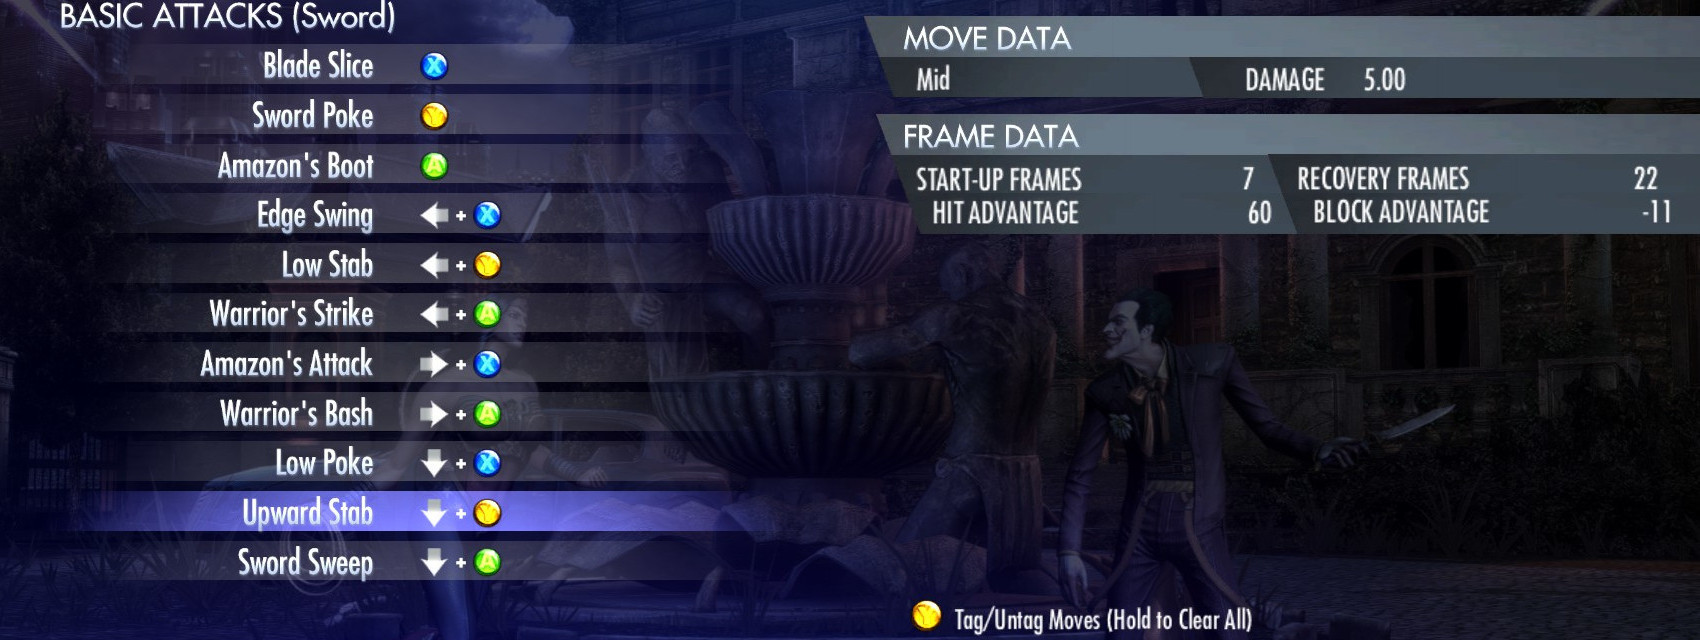 BASIC ATTACKS (Sword)
Blade Slice X
Sword Poke Y
Amazon's Boot A
Edge Swing + X
Low Stab + Y
Warrior's Strike + A
Amazon's Attack + X
Warrior's Bash + A
Low Poke + X
Upward Stab + Y
Sword Sweep + A
MOVE DATA
Mid DAMAGE 5.00
FRAME DATA
START-UP FRAMES 7 RECOVERY FRAMES 22
HIT ADVANTAGE 60 BLOCK ADVANTAGE -11
Y Tag/Untag Moves (Hold to Clear All)